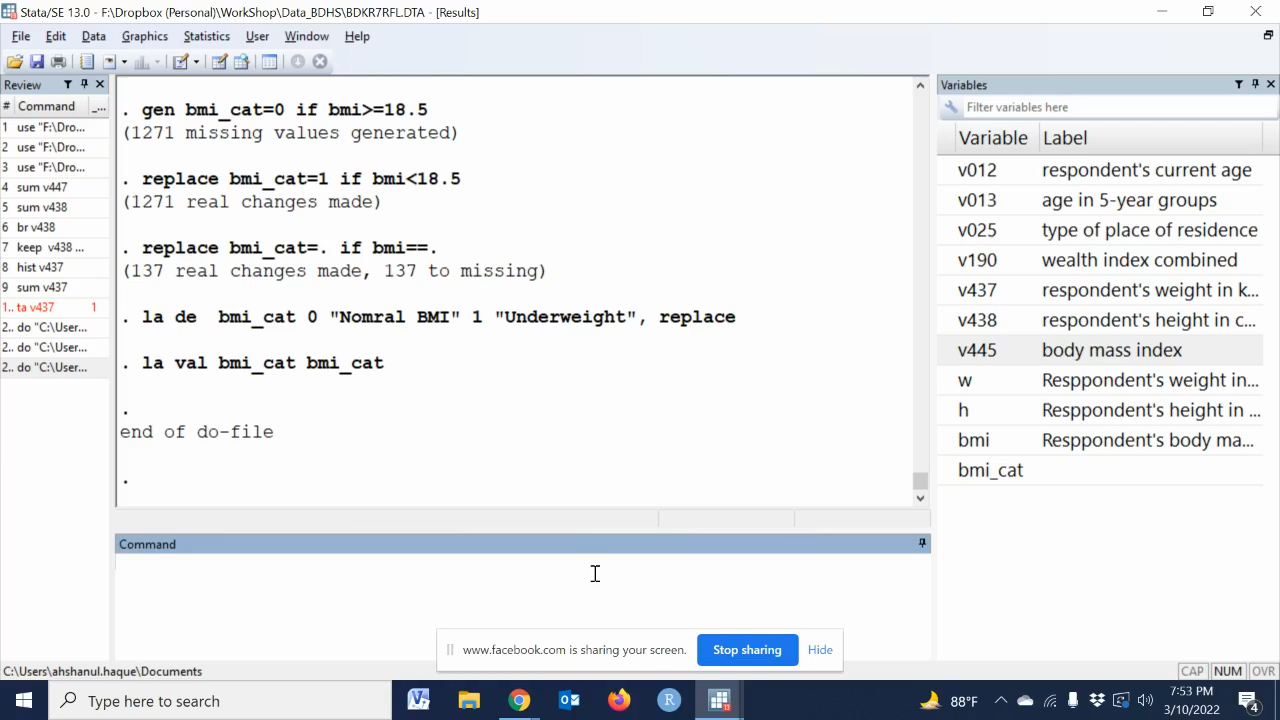 Stata/SE 13.0 - F:\Dropbox (Personal)\WorkShop\Data_BDHS\BDKR7RFL.DTA - [Results]
File Edit Data Graphics Statistics User Window Help
Review
# Command _...
1 use "F:\Dro...
2 use "F:\Dro...
3 use "F:\Dro...
4 sum v447
5 sum v438
6 br v438
7 keep v438 ...
8 hist v437
9 sum v437
1.. ta v437 1
2.. do "C:\User...
2.. do "C:\User...
2.. do "C:\User...
. gen bmi_cat=0 if bmi>=18.5
(1271 missing values generated)
. replace bmi_cat=1 if bmi<18.5
(1271 real changes made)
. replace bmi_cat=. if bmi==.
(137 real changes made, 137 to missing)
. la de bmi_cat 0 "Nomral BMI" 1 "Underweight", replace
. la val bmi_cat bmi_cat
.
end of do-file
.
Command
Variables
Filter variables here
Variable Label
v012 respondent's current age
v013 age in 5-year groups
v025 type of place of residence
v190 wealth index combined
v437 respondent's weight in k...
v438 respondent's height in c...
v445 body mass index
w Resppondent's weight in...
h Resppondent's height in ...
bmi Resppondent's body ma...
bmi_cat
www.facebook.com is sharing your screen. Stop sharing Hide
C:\Users\ahshanul.haque\Documents
CAP NUM OVR
Type here to search
88°F
7:53 PM
3/10/2022
4